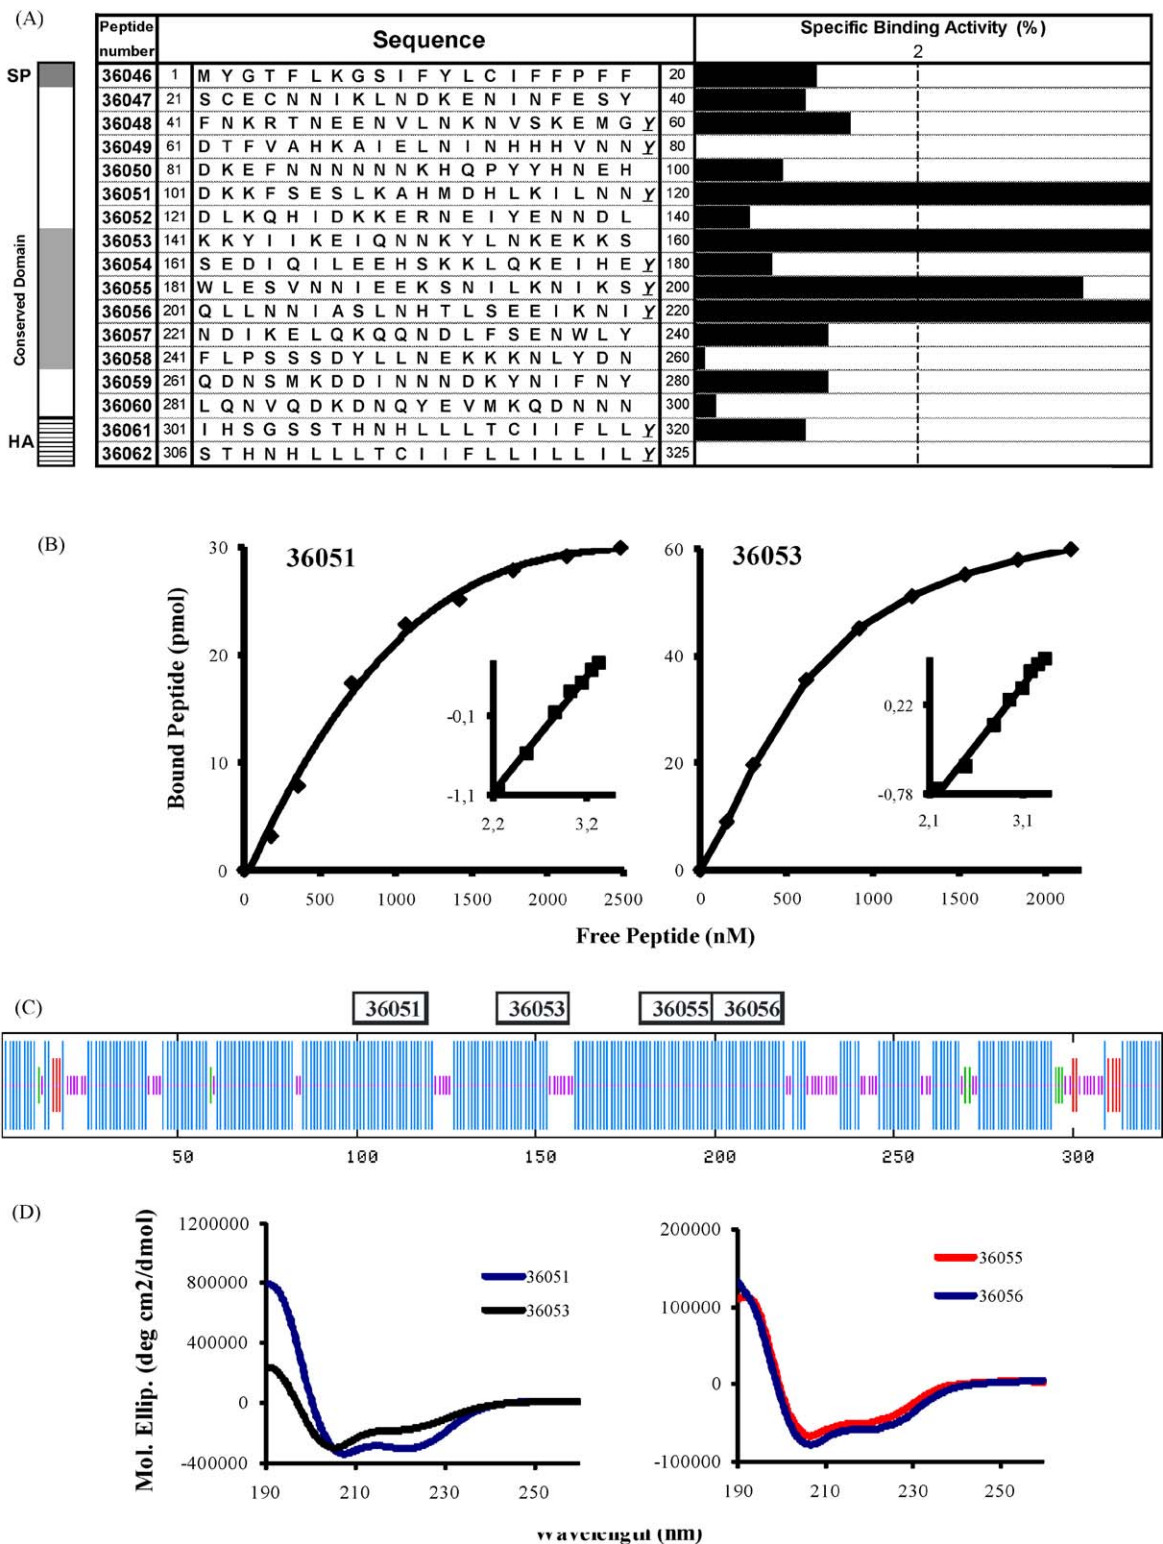 (A)
Peptide number
Sequence
Specific Binding Activity (%)
2
SP
Conserved Domain
HA
36046 1 M Y G T F L K G S I F Y L C I F F P F F 20
36047 21 S C E C N N I K L N D K E N I N F E S Y 40
36048 41 F N K R T N E E N V L N K N V S K E M G Y 60
36049 61 D T F V A H K A I E L N I N H H H V N N Y 80
36050 81 D K E F N N N N N N K H Q P Y Y H N E H 100
36051 101 D K K F S E S L K A H M D H L K I L N N Y 120
36052 121 D L K Q H I D K K E R N E I Y E N N D L 140
36053 141 K K Y I I K E I Q N N K Y L N K E K K S 160
36054 161 S E D I Q I L E E H S K K L Q K E I H E Y 180
36055 181 W L E S V N N I E E K S N I L K N I K S Y 200
36056 201 Q L L N N I A S L N H T L S E E I K N I Y 220
36057 221 N D I K E L Q K Q Q N D L F S E N W L Y 240
36058 241 F L P S S S D Y L L N E K K K N L Y D N 260
36059 261 Q D N S M K D D I N N N D K Y N I F N Y 280
36060 281 L Q N V Q D K D N Q Y E V M K Q D N N N 300
36061 301 I H S G S S T H N H L L L T C I I F L L Y 320
36062 306 S T H N H L L L T C I I F L L I L L I L Y 325
(B)
Bound Peptide (pmol)
36051
30
20
10
0
0 500 1000 1500 2000 2500
-0,1
-1,1
2,2 3,2
36053
60
40
20
0
0 500 1000 1500 2000
0,22
-0,78
2,1 3,1
Free Peptide (nM)
(C)
36051 36053 36055 36056
50 100 150 200 250 300
(D)
Mol. Ellip. (deg cm2/dmol)
1200000
800000
400000
0
-400000
190 210 230 250
36051
36053
200000
100000
0
-100000
190 210 230 250
36055
36056
Wavelength (nm)